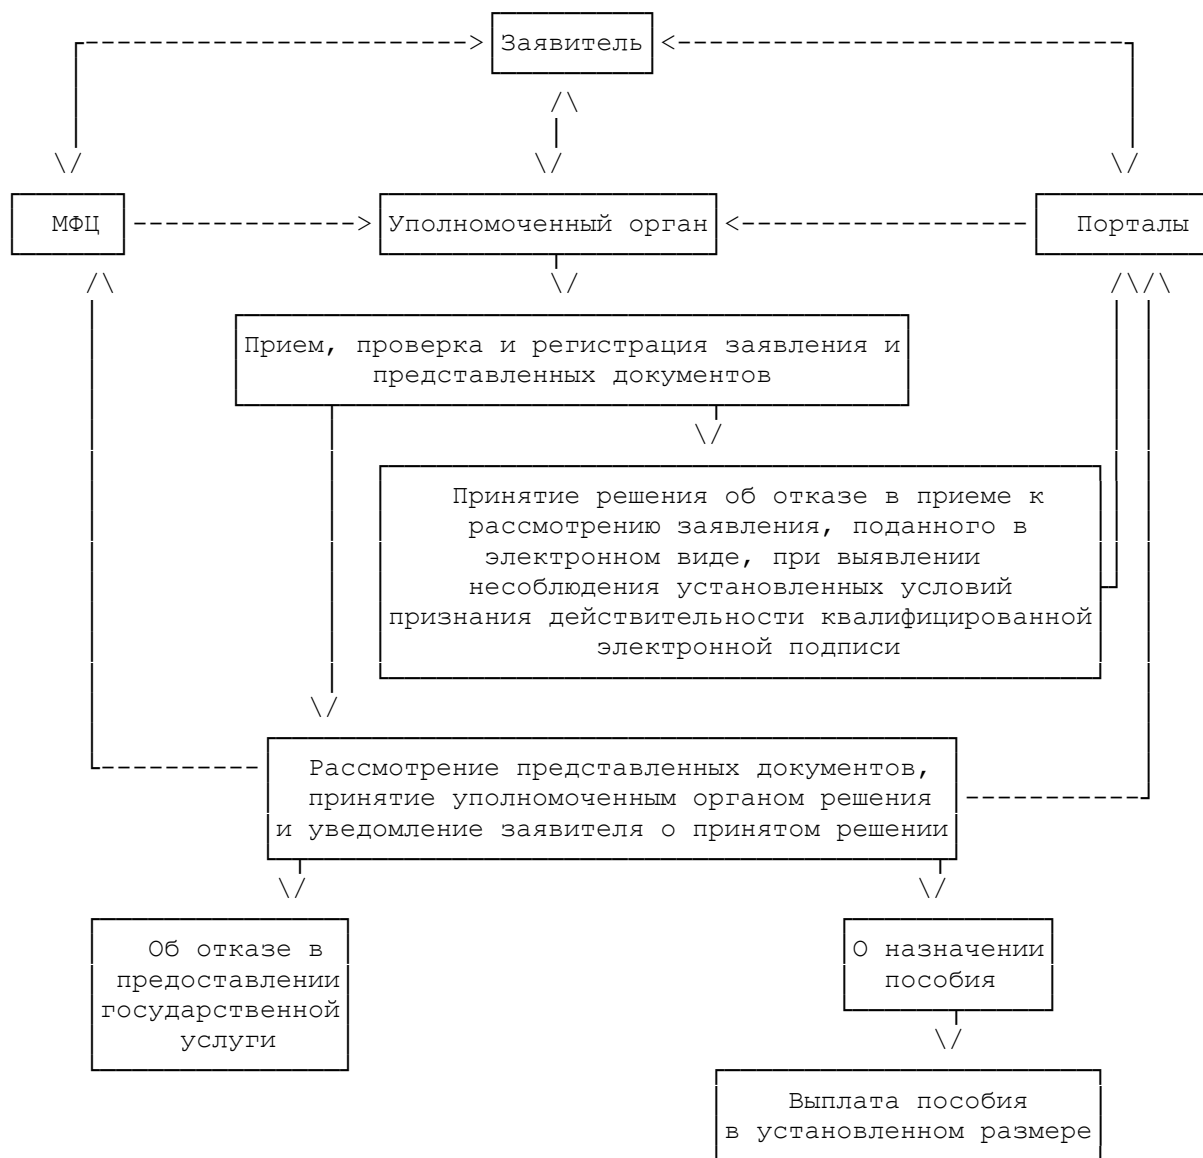 Заявитель
МФЦ
Уполномоченный орган
Порталы
Прием, проверка и регистрация заявления и
представленных документов
Принятие решения об отказе в приеме к
рассмотрению заявления, поданного в
электронном виде, при выявлении
несоблюдения установленных условий
признания действительности квалифицированной
электронной подписи
Рассмотрение представленных документов,
принятие уполномоченным органом решения
и уведомление заявителя о принятом решении
Об отказе в
предоставлении
государственной
услуги
О назначении
пособия
Выплата пособия
в установленном размере